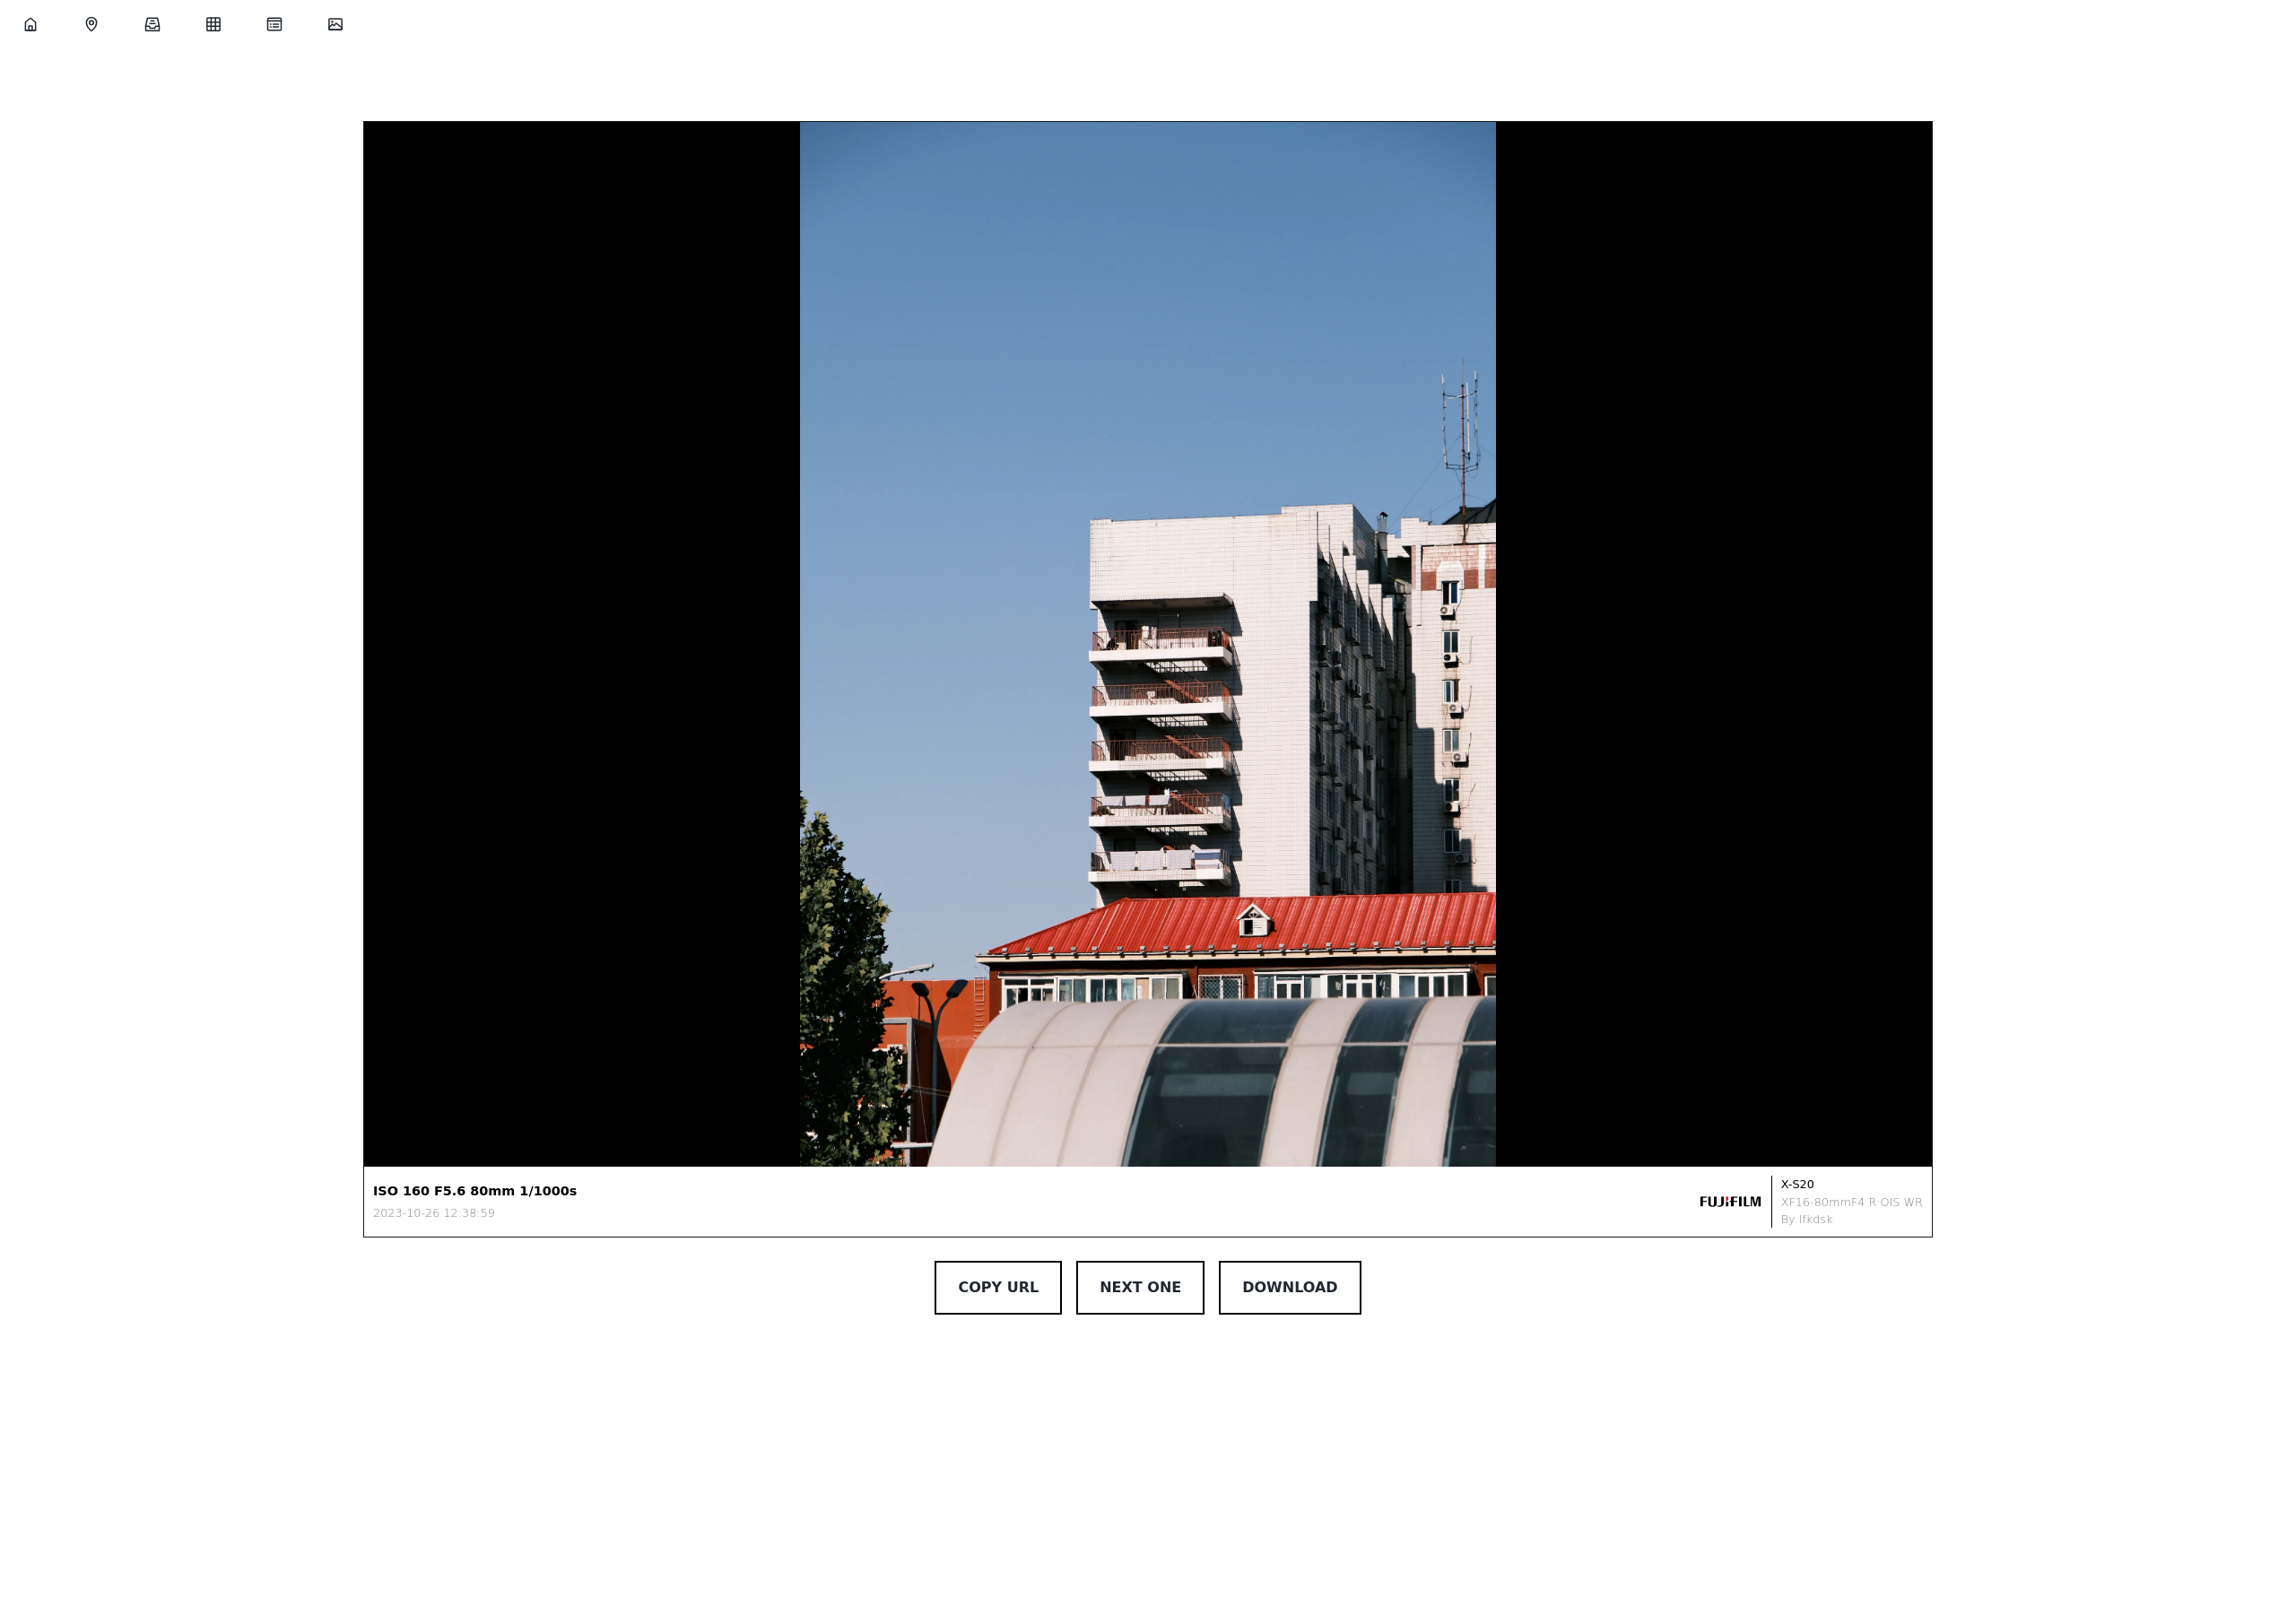 ISO 160 F5.6 80mm 1/1000s
2023-10-26 12:38:59
FUJIFILM
X-S20
XF16-80mmF4 R OIS WR
By lfkdsk
COPY URL
NEXT ONE
DOWNLOAD